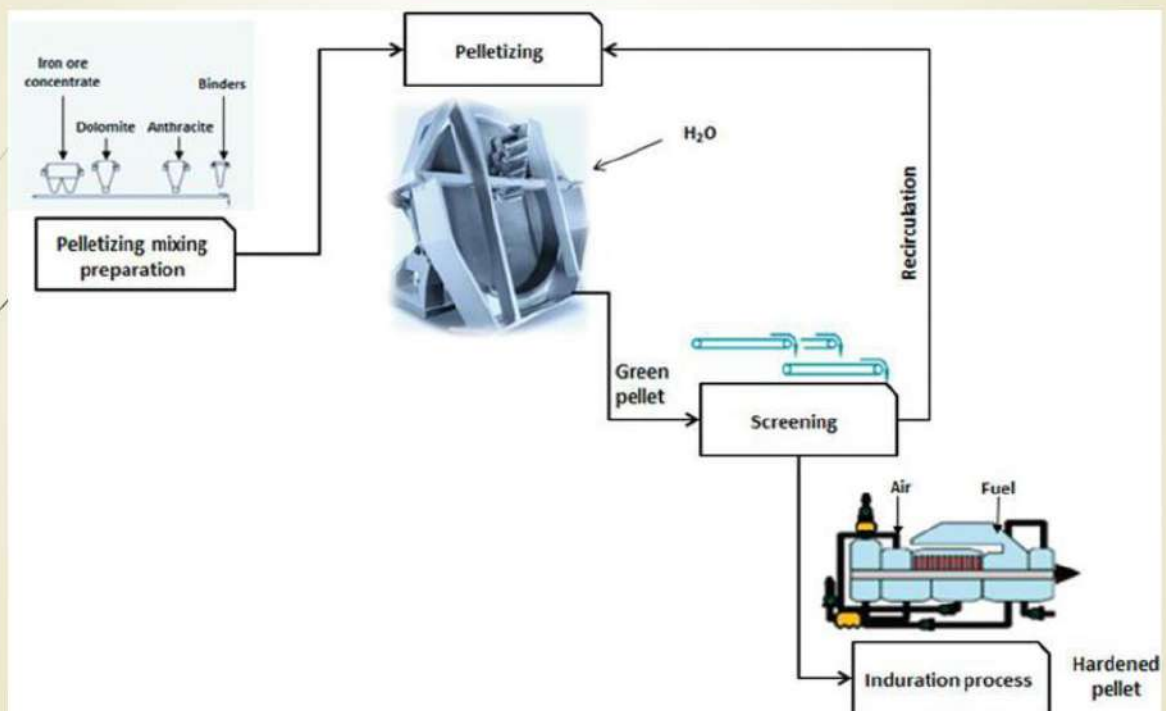 Pelletizing
Iron ore
concentrate
Binders
Dolomite
Anthracite
H₂O
Pelletizing mixing
preparation
Recirculation
Green
pellet
Screening
Air
Fuel
Induration process
Hardened
pellet